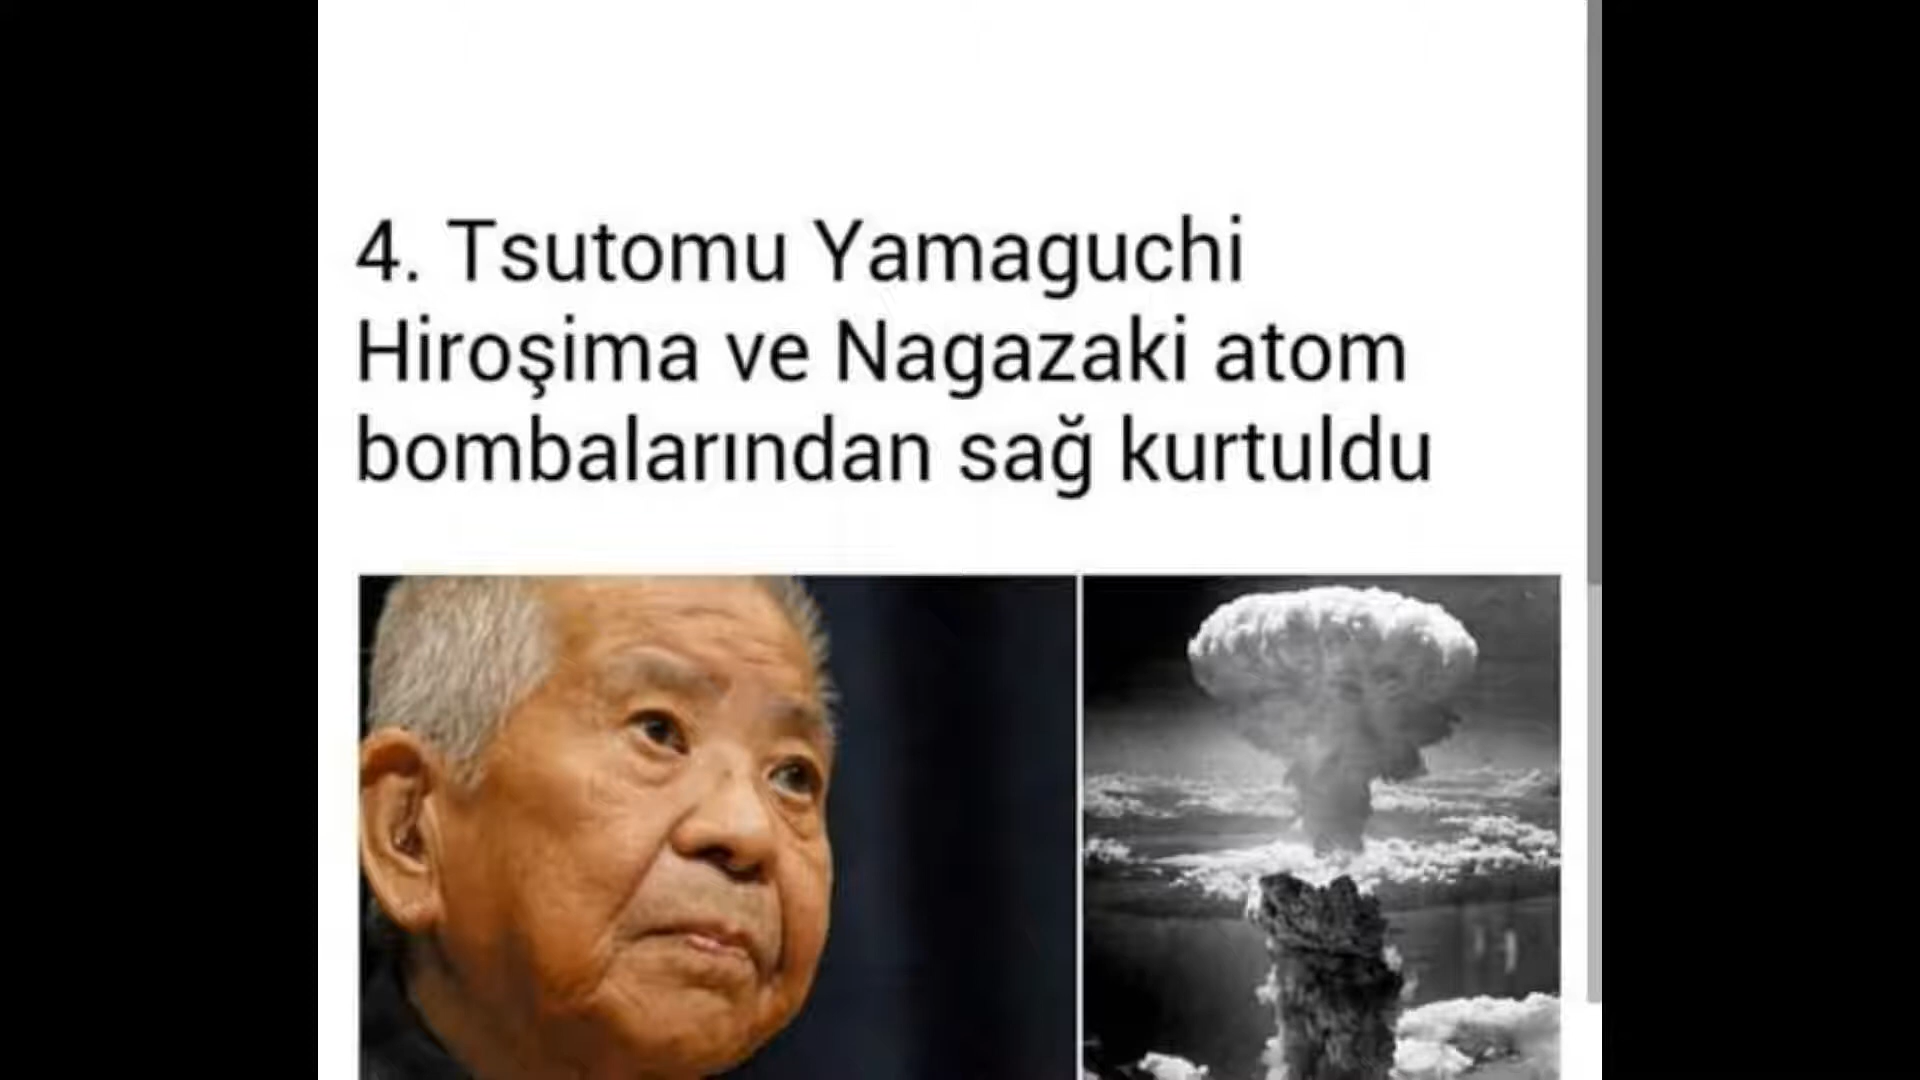 4. Tsutomu Yamaguchi
Hiroşima ve Nagazaki atom
bombalarından sağ kurtuldu